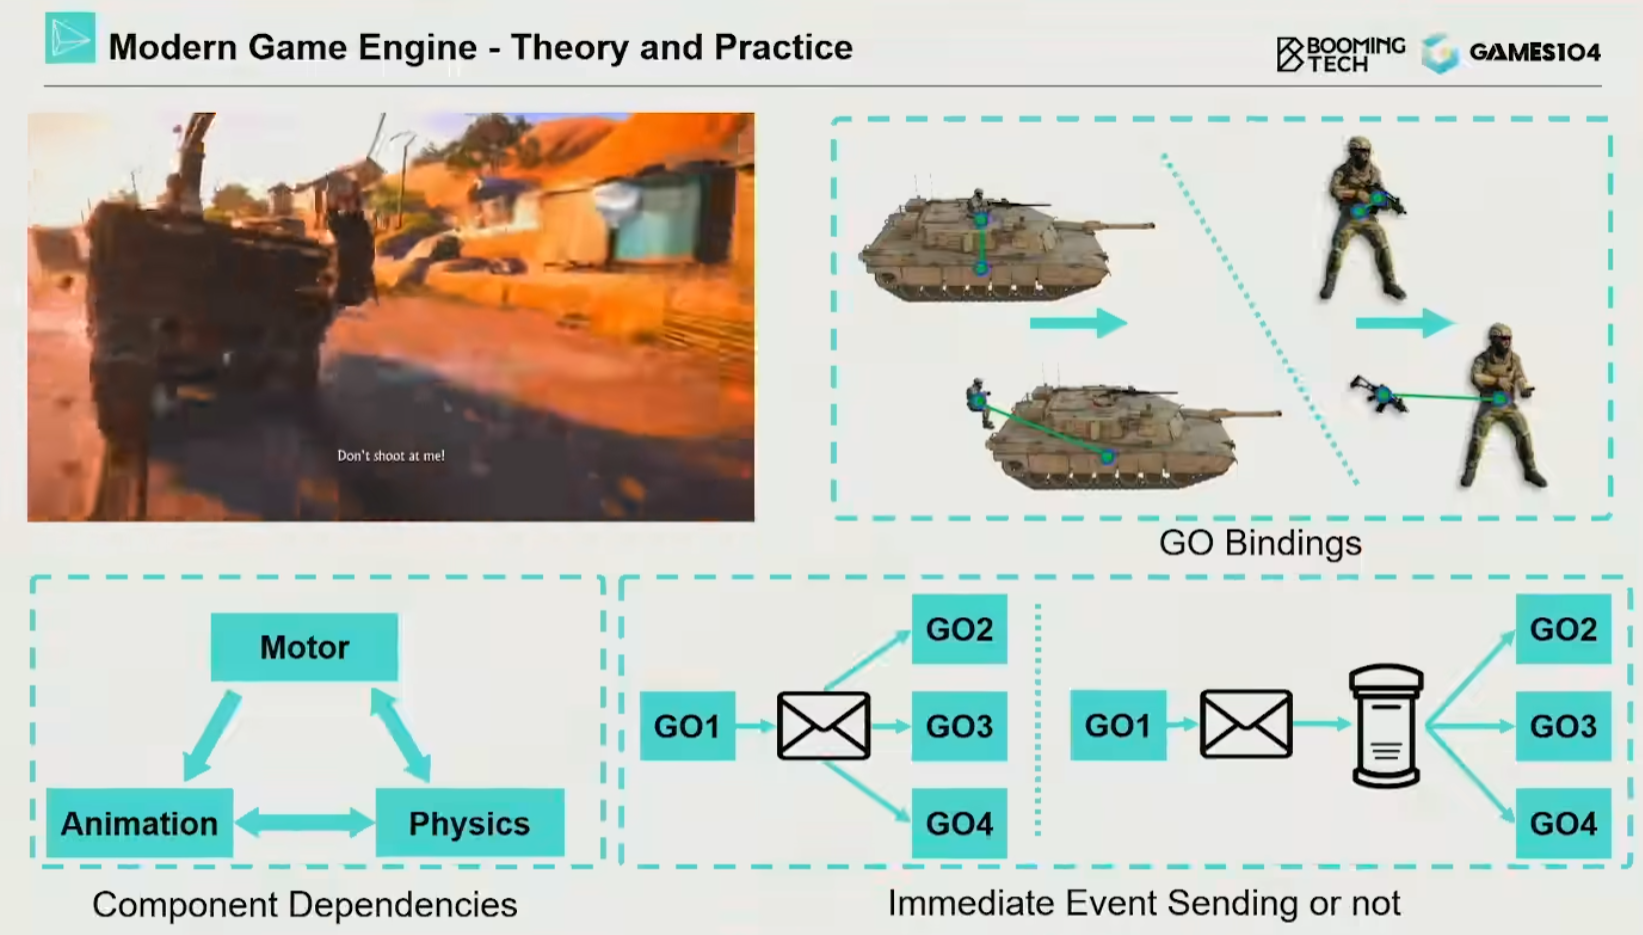 Modern Game Engine - Theory and Practice
BOOMING
TECH
GAMES104
Don't shoot at me!
GO Bindings
Motor
Animation
Physics
Component Dependencies
GO1
GO2
GO3
GO4
GO1
GO2
GO3
GO4
Immediate Event Sending or not